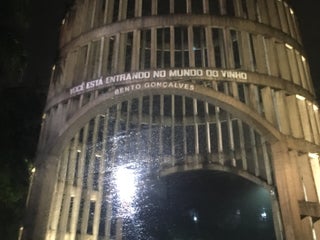 VOCÊ ESTÁ ENTRANDO NO MUNDO DO VINHO
BENTO GONÇALVES